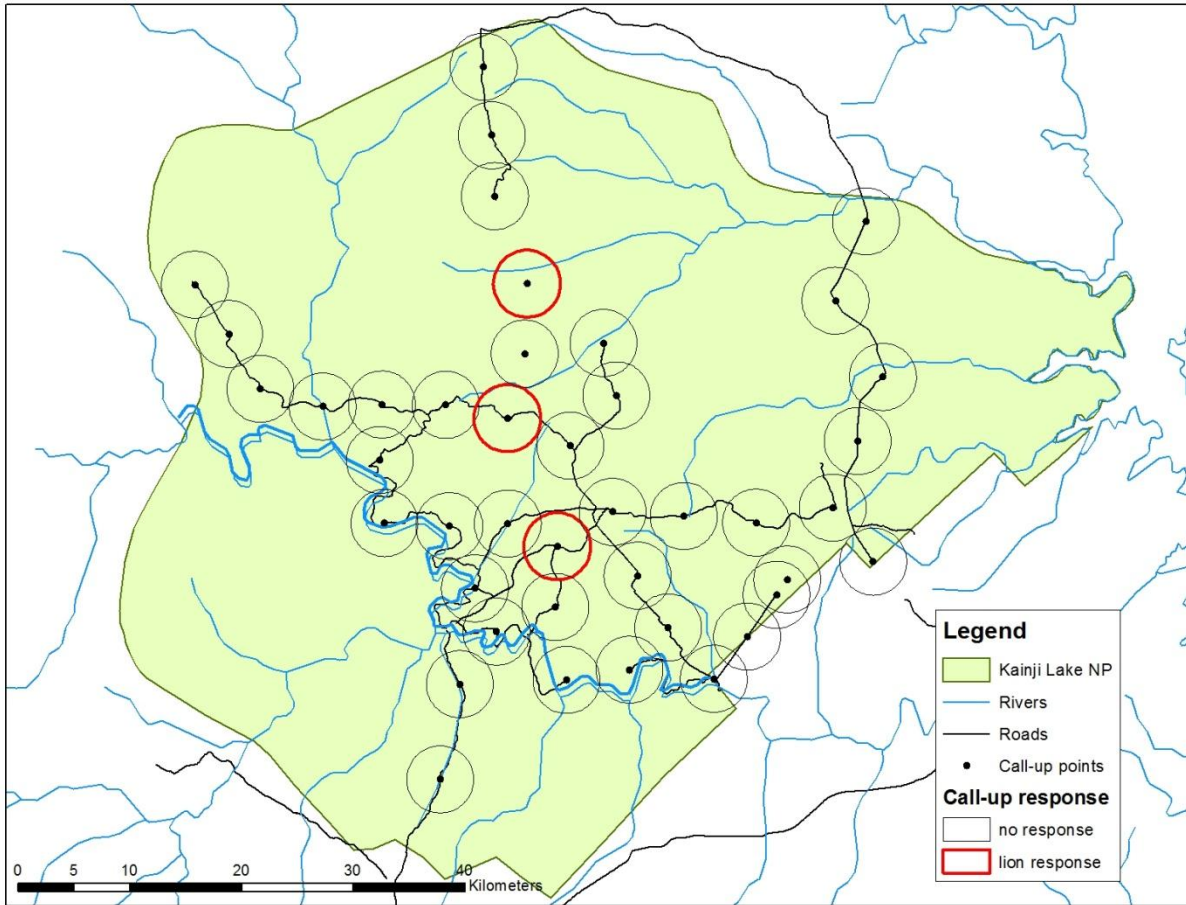 Legend
Kainji Lake NP
Rivers
Roads
Call-up points
Call-up response
no response
lion response
0 10 20 30 40
Kilometers